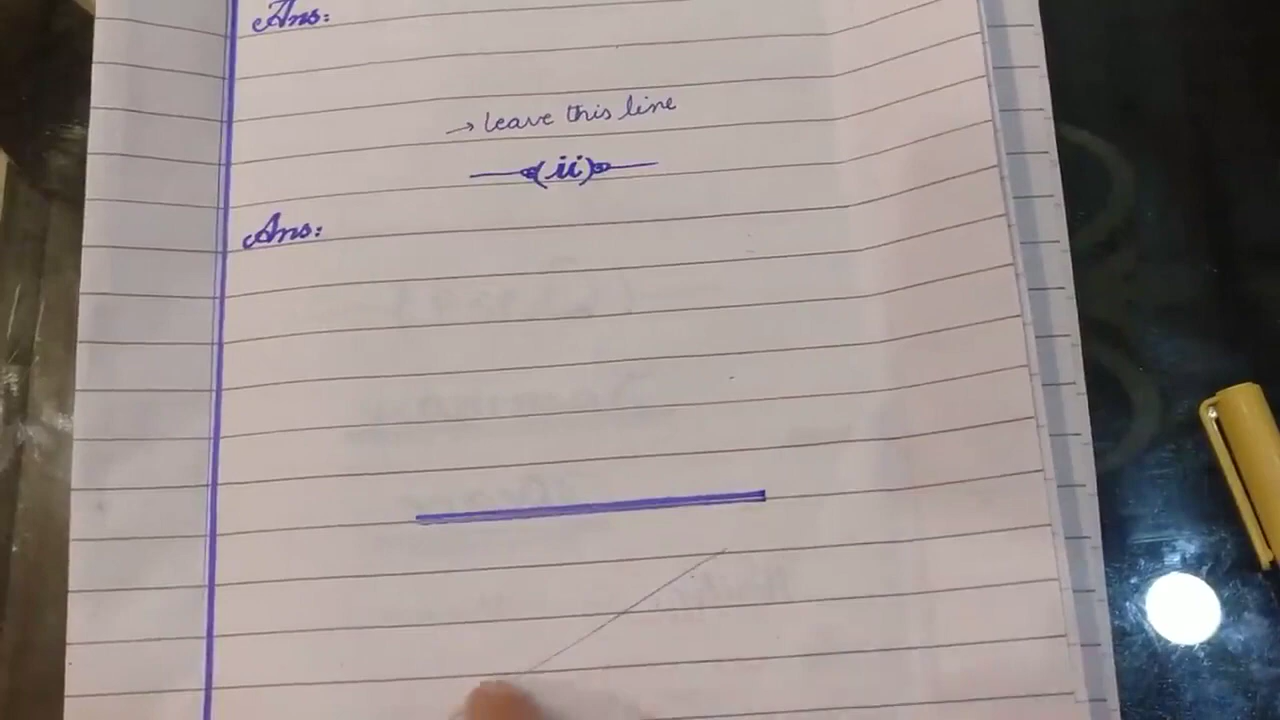 Ans:
→ Leave this line
(ii)
Ans: